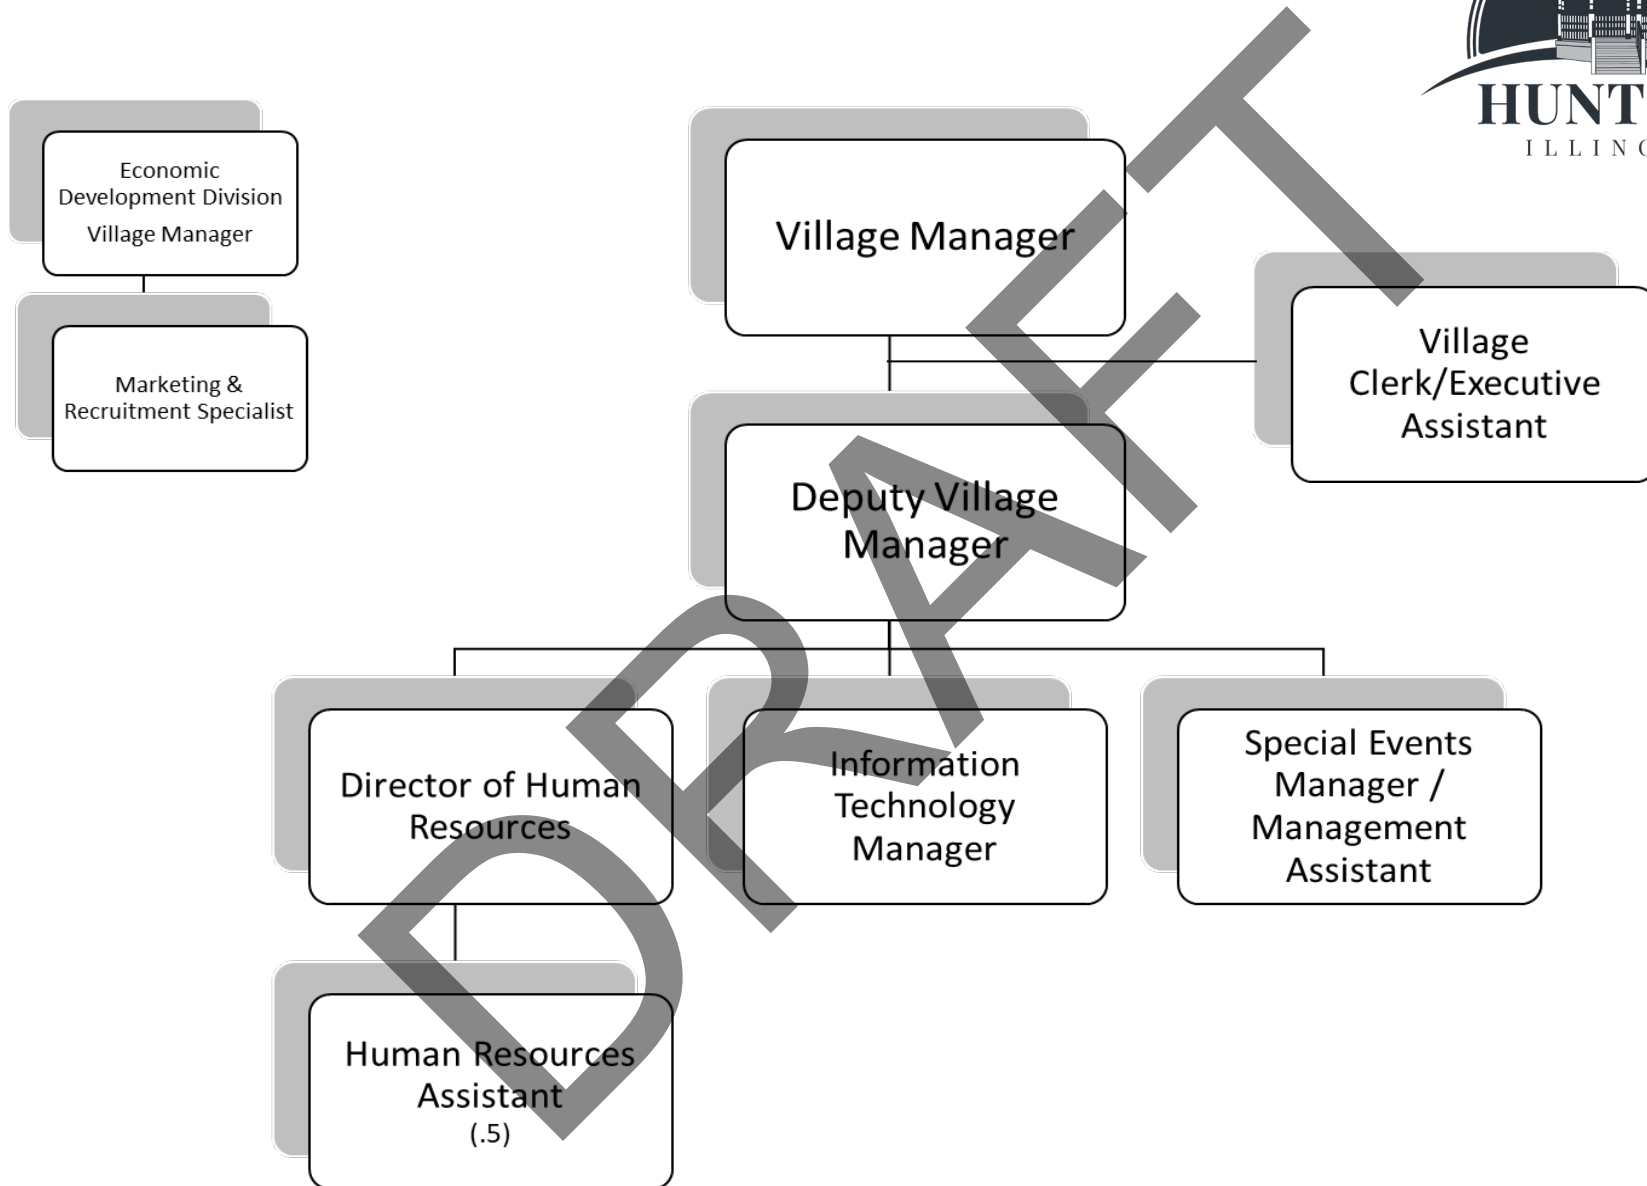 HUNT
ILLINO
Economic
Development Division
Village Manager
Marketing &
Recruitment Specialist
Village Manager
Village
Clerk/Executive
Assistant
Deputy Village
Manager
Director of Human
Resources
Information
Technology
Manager
Special Events
Manager /
Management
Assistant
Human Resources
Assistant
(.5)
DRAFT